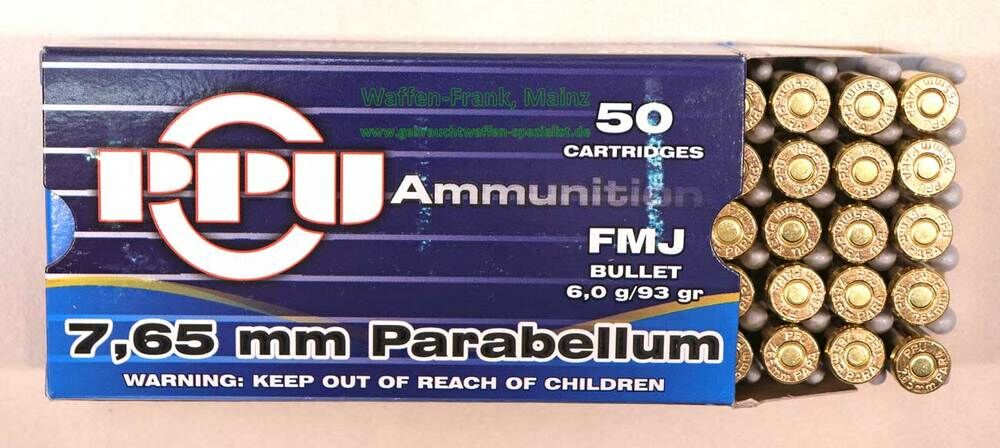 Waffen-Frank, Mainz
www.gebrauchtwaffen-spezialist.de
50
CARTRIDGES
PPU Ammunition
FMJ
BULLET
6,0 g/93 gr
7,65 mm Parabellum
WARNING: KEEP OUT OF REACH OF CHILDREN